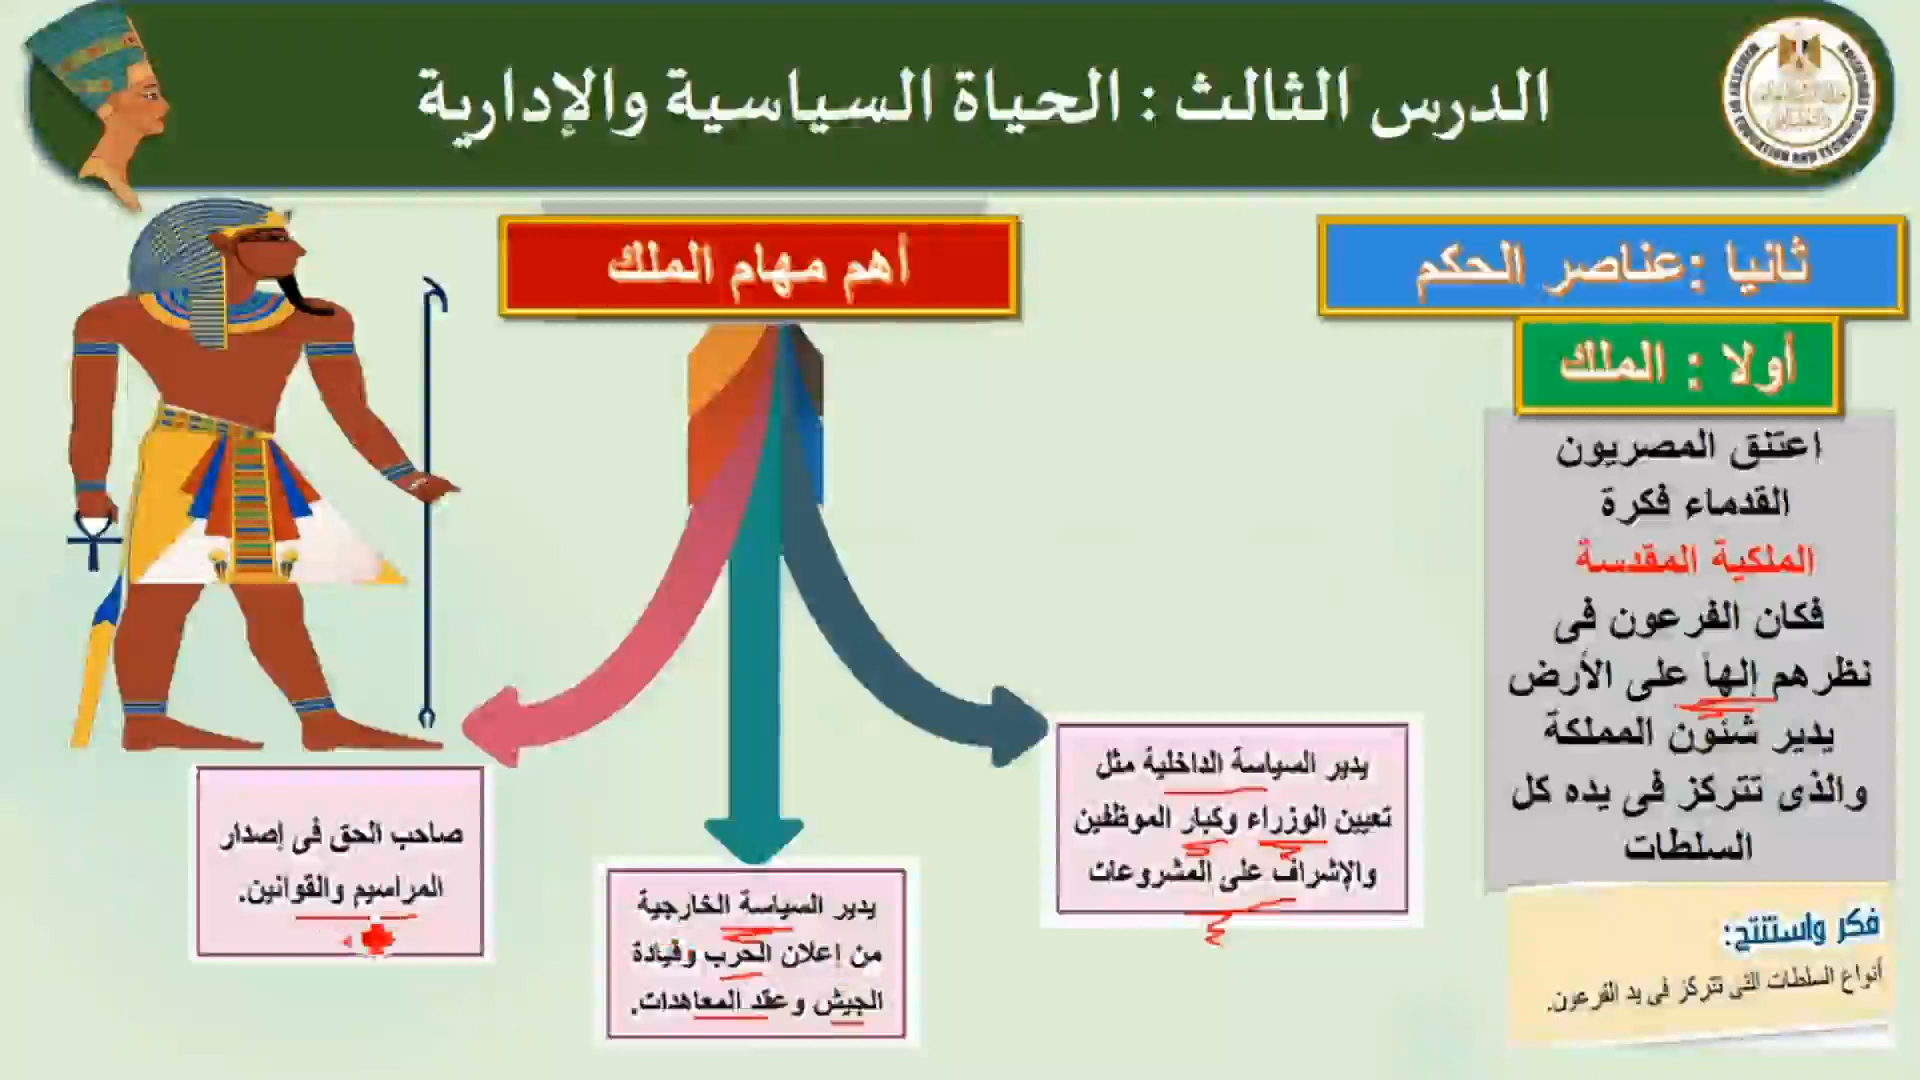 الدرس الثالث : الحياة السياسية والإدارية
ثانيا :عناصر الحكم
أولا : الملك
اعتنق المصريون
القدماء فكرة
الملكية المقدسة
فكان الفرعون فى
نظرهم إلهاً على الأرض
يدير شئون المملكة
والذى تتركز فى يده كل
السلطات
فكر واستنتج:
أنواع السلطات التى تتركز فى يد الفرعون.
أهم مهام الملك
يدير السياسة الداخلية مثل
تعيين الوزراء وكبار الموظفين
والإشراف على المشروعات
يدير السياسة الخارجية
من إعلان الحرب وقيادة
الجيش وعقد المعاهدات.
صاحب الحق فى إصدار
المراسيم والقوانين.